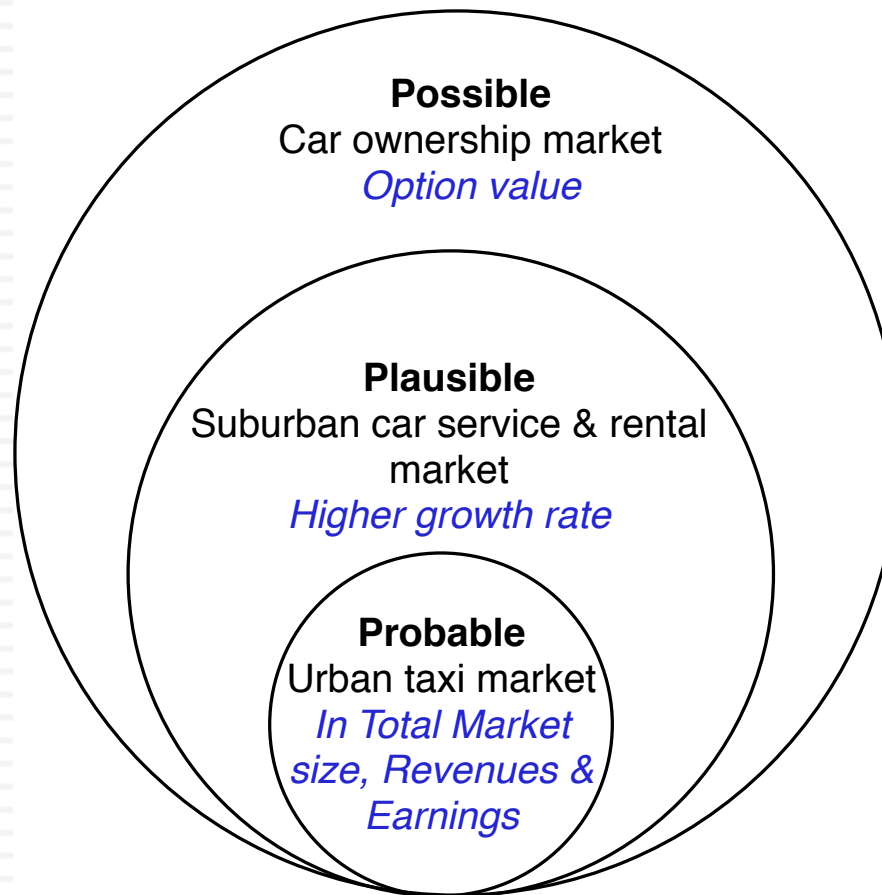 Possible
Car ownership market
Option value
Plausible
Suburban car service & rental
market
Higher growth rate
Probable
Urban taxi market
In Total Market
size, Revenues &
Earnings